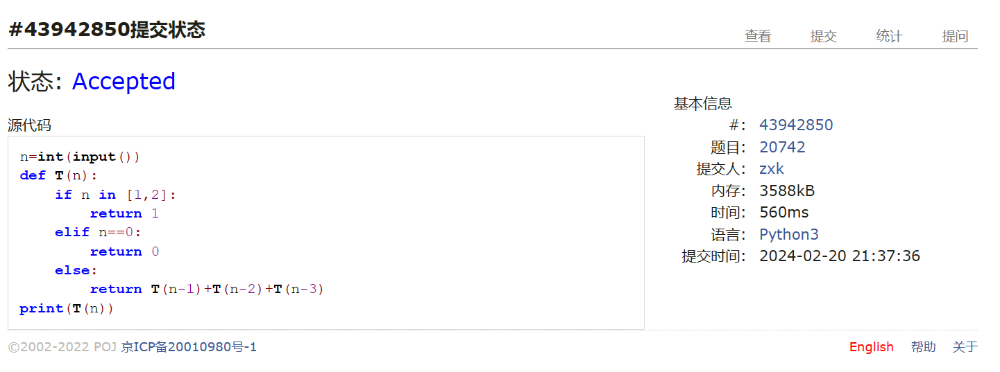 #43942850提交状态
查看 提交 统计 提问
状态: Accepted
源代码
n=int(input())
def T(n):
    if n in [1,2]:
        return 1
    elif n==0:
        return 0
    else:
        return T(n-1)+T(n-2)+T(n-3)
print(T(n))
基本信息
#: 43942850
题目: 20742
提交人: zxk
内存: 3588kB
时间: 560ms
语言: Python3
提交时间: 2024-02-20 21:37:36
©2002-2022 POJ 京ICP备20010980号-1
English 帮助 关于